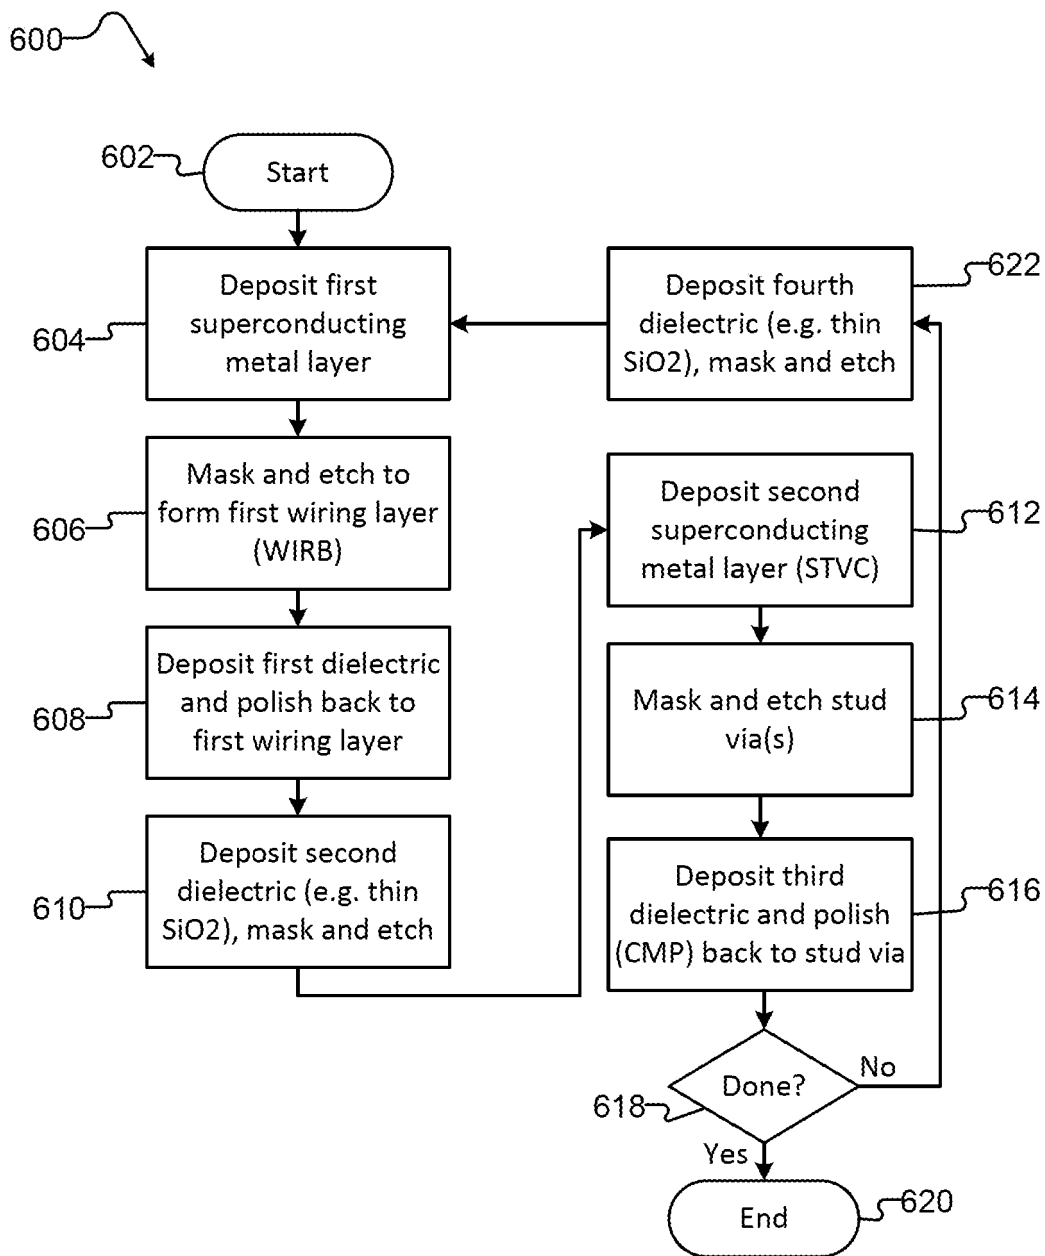 600
602
Start
604
Deposit first
superconducting
metal layer
606
Mask and etch to
form first wiring layer
(WIRB)
608
Deposit first dielectric
and polish back to
first wiring layer
610
Deposit second
dielectric (e.g. thin
SiO2), mask and etch
612
Deposit second
superconducting
metal layer (STVC)
614
Mask and etch stud
via(s)
616
Deposit third
dielectric and polish
(CMP) back to stud via
618
Done?
No
Yes
End
620
622
Deposit fourth
dielectric (e.g. thin
SiO2), mask and etch